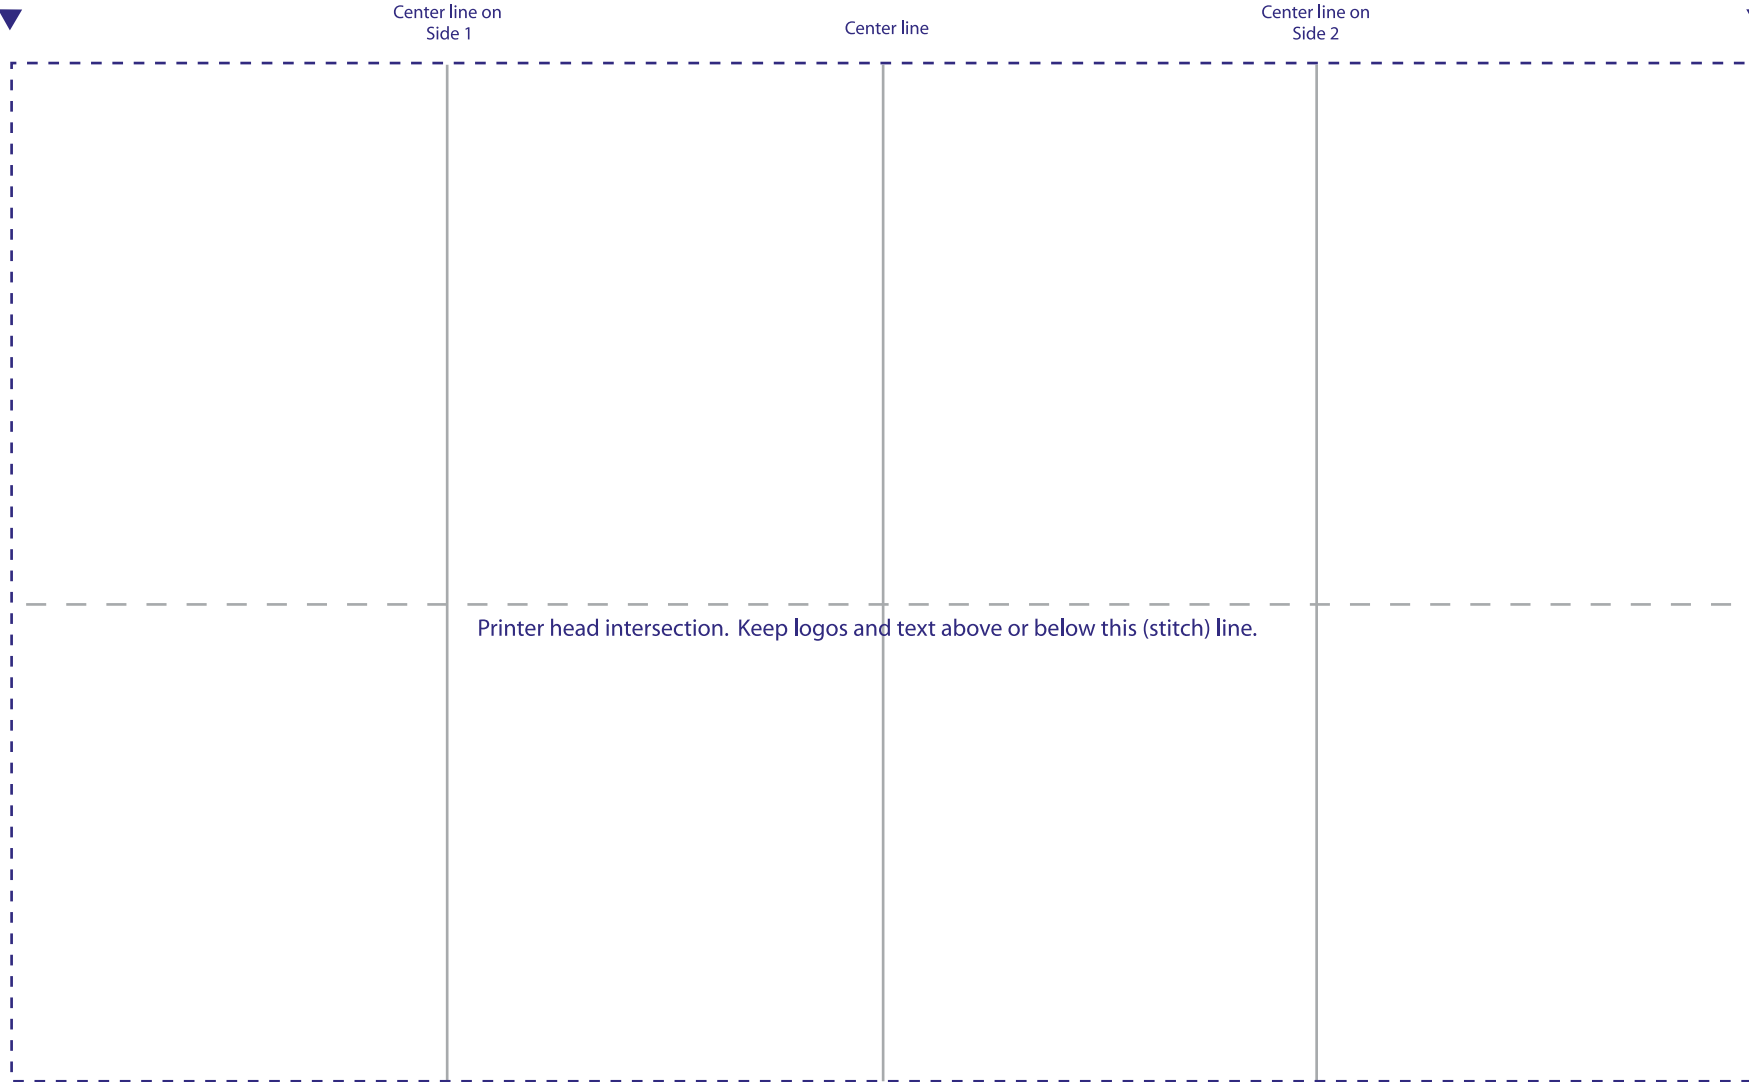 Center line on
Side 1
Center line
Center line on
Side 2
Printer head intersection. Keep logos and text above or below this (stitch) line.